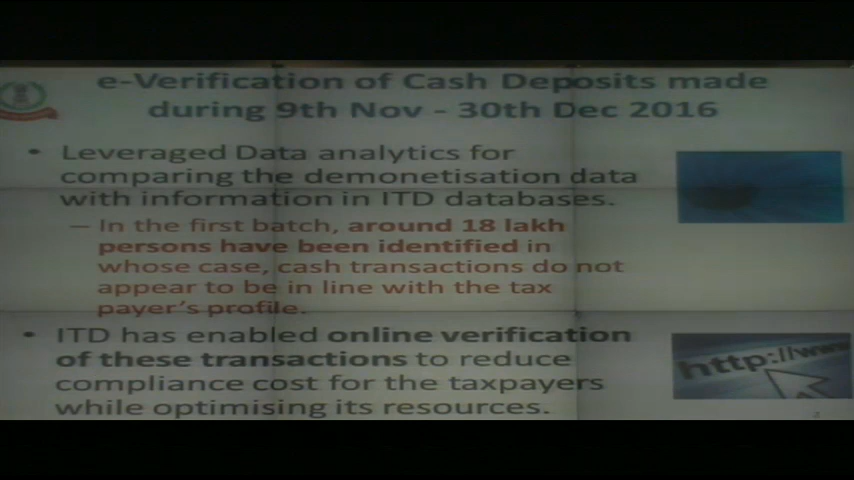 e-Verification of Cash Deposits made
during 9th Nov - 30th Dec 2016
• Leveraged Data analytics for
comparing the demonetisation data
with information in ITD databases.
– In the first batch, around 18 lakh
persons have been identified in
whose case, cash transactions do not
appear to be in line with the tax
payer's profile.
• ITD has enabled online verification
of these transactions to reduce
compliance cost for the taxpayers
while optimising its resources.
http://www